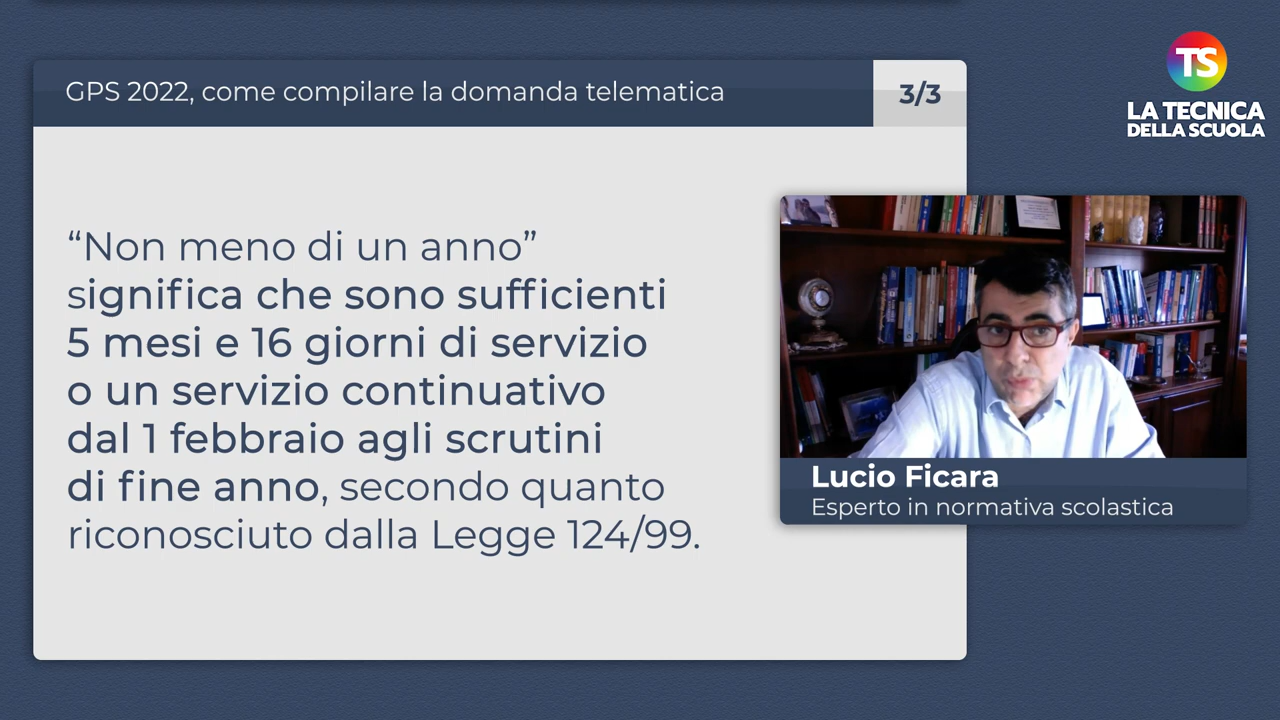 GPS 2022, come compilare la domanda telematica
3/3
TS
LA TECNICA
DELLA SCUOLA
“Non meno di un anno”
significa che sono sufficienti
5 mesi e 16 giorni di servizio
o un servizio continuativo
dal 1 febbraio agli scrutini
di fine anno, secondo quanto
riconosciuto dalla Legge 124/99.
Lucio Ficara
Esperto in normativa scolastica